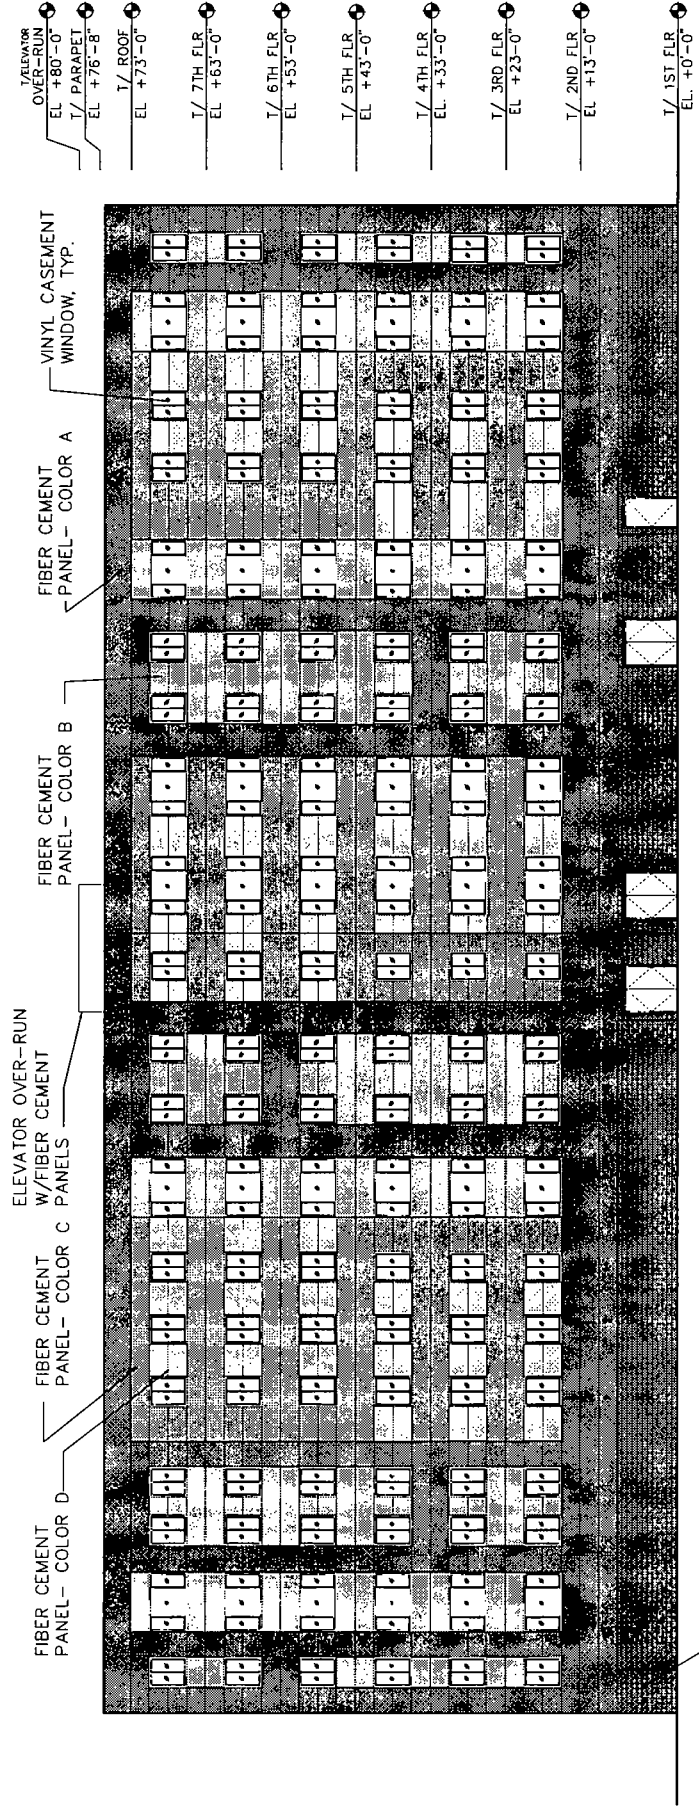 T/ELEVATOR
OVER-RUN
EL +80'-0"
T/ PARAPET
EL +76'-8"
T/ ROOF
EL +73'-0"
T/ 7TH FLR
EL +63'-0"
T/ 6TH FLR
EL +53'-0"
T/ 5TH FLR
EL +43'-0"
T/ 4TH FLR
EL. +33'-0"
T/ 3RD FLR
EL +23-0"
T/ 2ND FLR
EL +13'-0"
T/ 1ST FLR
EL. +0'-0"
FIBER CEMENT
PANEL- COLOR D
FIBER CEMENT
PANEL- COLOR C
ELEVATOR OVER-RUN
W/FIBER CEMENT
PANELS
FIBER CEMENT
PANEL- COLOR B
FIBER CEMENT
PANEL- COLOR A
VINYL CASEMENT
WINDOW, TYP.